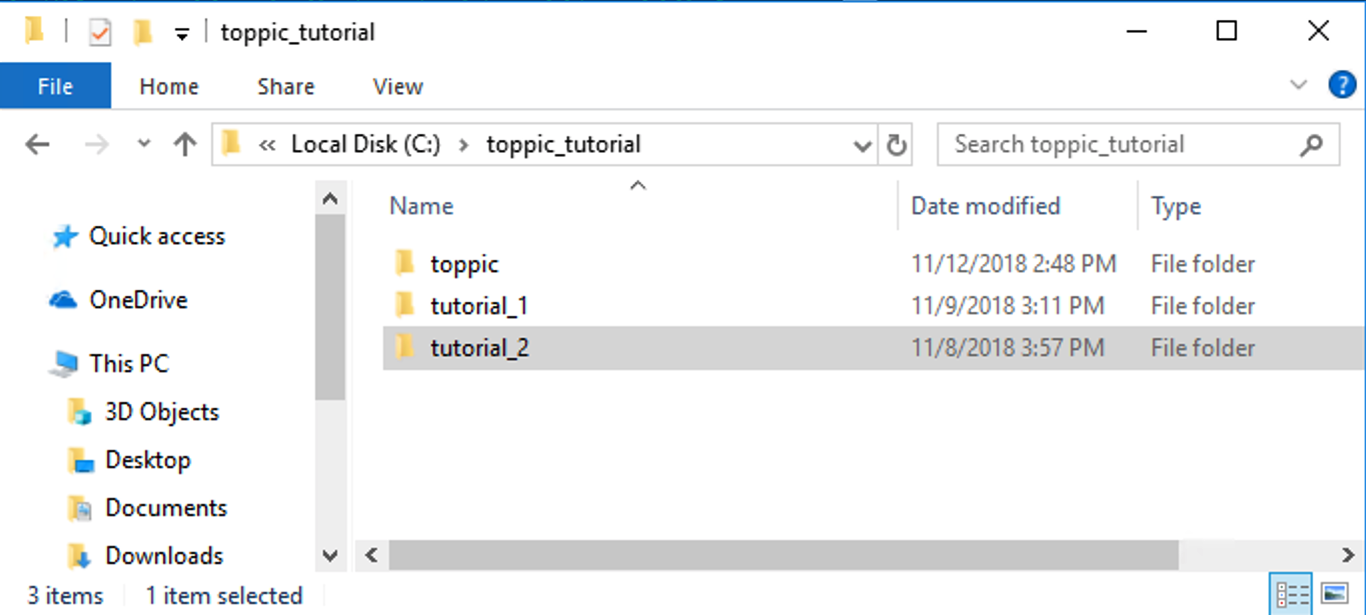 toppic_tutorial
File Home Share View
« Local Disk (C:) › toppic_tutorial Search toppic_tutorial
Name Date modified Type
Quick access
toppic 11/12/2018 2:48 PM File folder
OneDrive
tutorial_1 11/9/2018 3:11 PM File folder
tutorial_2 11/8/2018 3:57 PM File folder
This PC
3D Objects
Desktop
Documents
Downloads
3 items 1 item selected